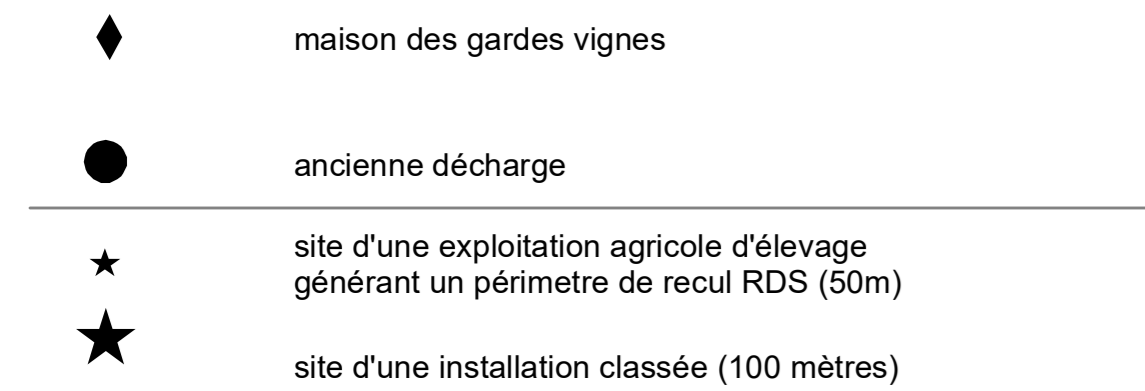 maison des gardes vignes
ancienne décharge
site d'une exploitation agricole d'élevage
générant un périmetre de recul RDS (50m)
site d'une installation classée (100 mètres)